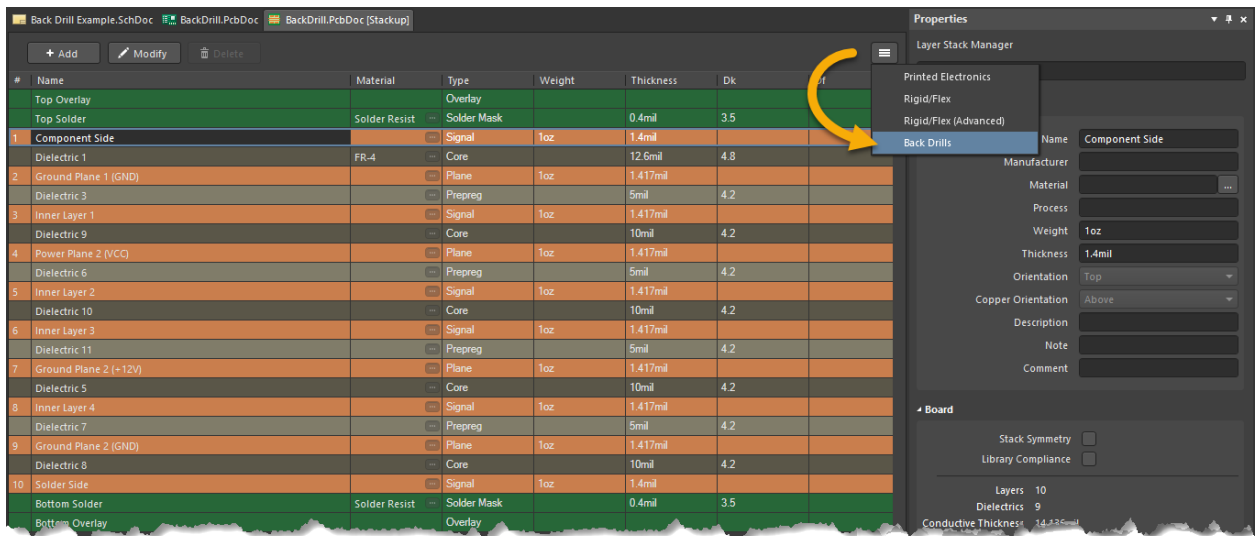 Back Drill Example.SchDoc BackDrill.PcbDoc BackDrill.PcbDoc [Stackup]
Properties
+ Add Modify Delete
Layer Stack Manager
# Name Material Type Weight Thickness Dk Df
Printed Electronics
Rigid/Flex
Rigid/Flex (Advanced)
Back Drills
Top Overlay Overlay
Top Solder Solder Resist Solder Mask 0.4mil 3.5
1 Component Side Signal 1oz 1.4mil
Dielectric 1 FR-4 Core 12.6mil 4.8
2 Ground Plane 1 (GND) Plane 1oz 1.417mil
Dielectric 3 Prepreg 5mil 4.2
3 Inner Layer 1 Signal 1oz 1.417mil
Dielectric 9 Core 10mil 4.2
4 Power Plane 2 (VCC) Plane 1oz 1.417mil
Dielectric 6 Prepreg 5mil 4.2
5 Inner Layer 2 Signal 1oz 1.417mil
Dielectric 10 Core 10mil 4.2
6 Inner Layer 3 Signal 1oz 1.417mil
Dielectric 11 Prepreg 5mil 4.2
7 Ground Plane 2 (+12V) Plane 1oz 1.417mil
Dielectric 5 Core 10mil 4.2
8 Inner Layer 4 Signal 1oz 1.417mil
Dielectric 7 Prepreg 5mil 4.2
9 Ground Plane 2 (GND) Plane 1oz 1.417mil
Dielectric 8 Core 10mil 4.2
10 Solder Side Signal 1oz 1.4mil
Bottom Solder Solder Resist Solder Mask 0.4mil 3.5
Bottom Overlay Overlay
Name Component Side
Manufacturer
Material ...
Process
Weight 1oz
Thickness 1.4mil
Orientation Top
Copper Orientation Above
Description
Note
Comment
Board
Stack Symmetry
Library Compliance
Layers 10
Dielectrics 9
Conductive Thickness